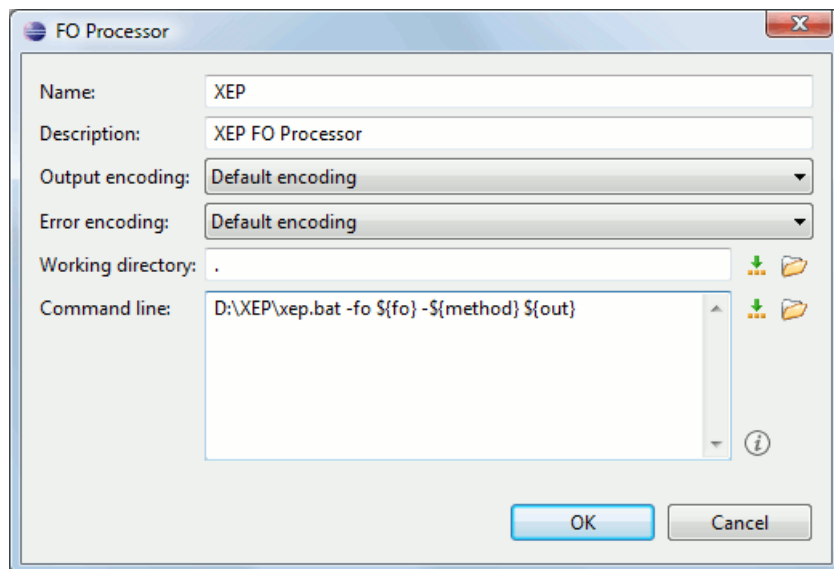 FO Processor
Name: XEP
Description: XEP FO Processor
Output encoding: Default encoding
Error encoding: Default encoding
Working directory: .
Command line: D:\XEP\xep.bat -fo ${fo} -${method} ${out}
OK Cancel